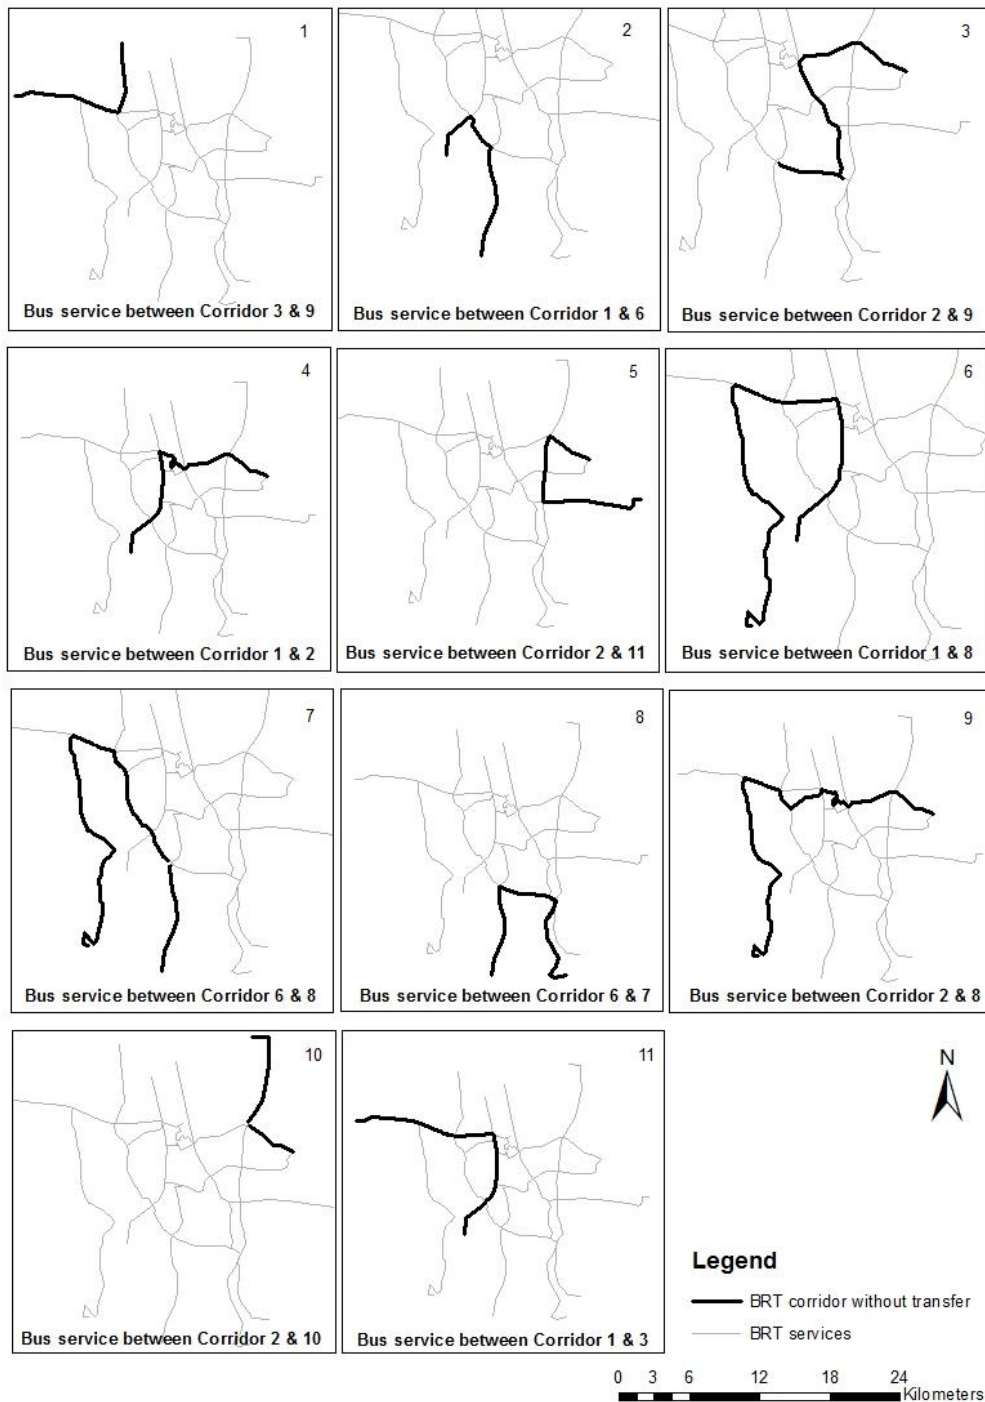 1
Bus service between Corridor 3 & 9
2
Bus service between Corridor 1 & 6
3
Bus service between Corridor 2 & 9
4
Bus service between Corridor 1 & 2
5
Bus service between Corridor 2 & 11
6
Bus service between Corridor 1 & 8
7
Bus service between Corridor 6 & 8
8
Bus service between Corridor 6 & 7
9
Bus service between Corridor 2 & 8
10
Bus service between Corridor 2 & 10
11
Bus service between Corridor 1 & 3
N
Legend
BRT corridor without transfer
BRT services
0 3 6 12 18 24
Kilometers